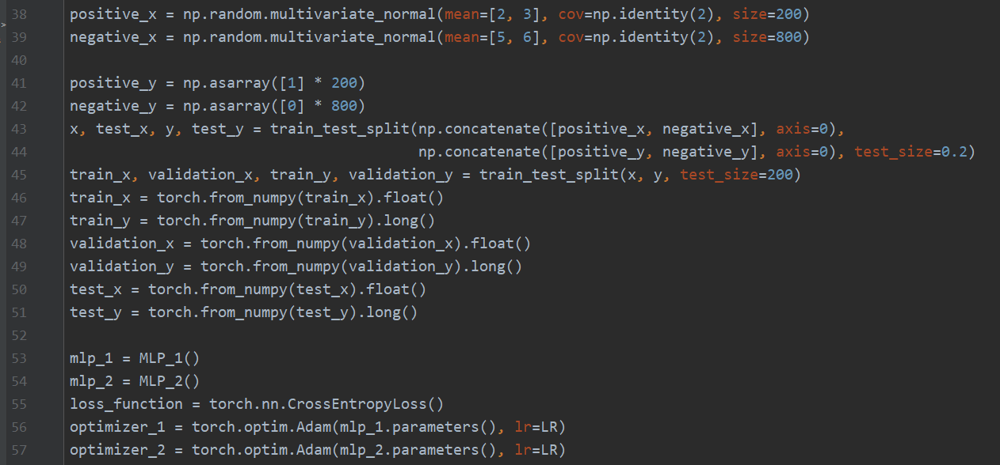 38 positive_x = np.random.multivariate_normal(mean=[2, 3], cov=np.identity(2), size=200)
39 negative_x = np.random.multivariate_normal(mean=[5, 6], cov=np.identity(2), size=800)
40
41 positive_y = np.asarray([1] * 200)
42 negative_y = np.asarray([0] * 800)
43 x, test_x, y, test_y = train_test_split(np.concatenate([positive_x, negative_x], axis=0),
44 np.concatenate([positive_y, negative_y], axis=0), test_size=0.2)
45 train_x, validation_x, train_y, validation_y = train_test_split(x, y, test_size=200)
46 train_x = torch.from_numpy(train_x).float()
47 train_y = torch.from_numpy(train_y).long()
48 validation_x = torch.from_numpy(validation_x).float()
49 validation_y = torch.from_numpy(validation_y).long()
50 test_x = torch.from_numpy(test_x).float()
51 test_y = torch.from_numpy(test_y).long()
52
53 mlp_1 = MLP_1()
54 mlp_2 = MLP_2()
55 loss_function = torch.nn.CrossEntropyLoss()
56 optimizer_1 = torch.optim.Adam(mlp_1.parameters(), lr=LR)
57 optimizer_2 = torch.optim.Adam(mlp_2.parameters(), lr=LR)